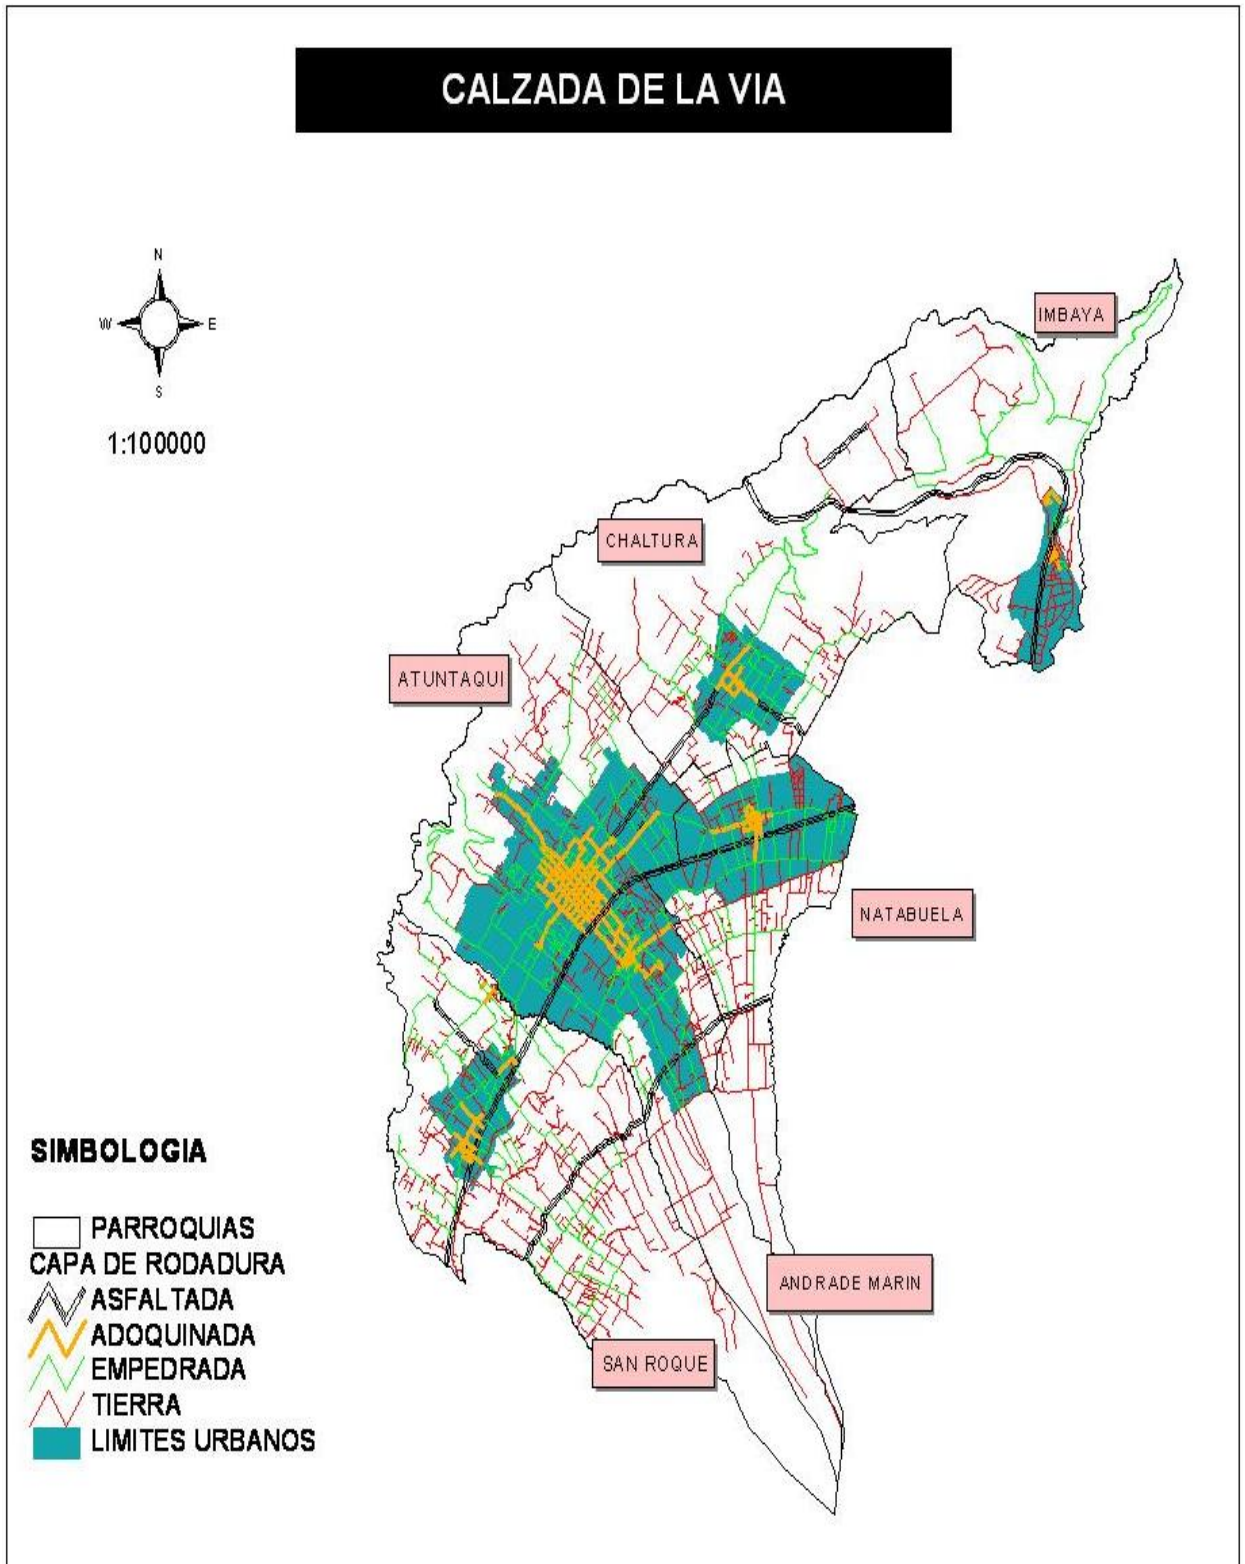 CALZADA DE LA VIA
N
W E
S
1:100000
IMBAYA
CHALTURA
ATUNTAQUI
NATABUELA
ANDRADE MARIN
SAN ROQUE
SIMBOLOGIA
PARROQUIAS
CAPA DE RODADURA
ASFALTADA
ADOQUINADA
EMPEDRADA
TIERRA
LIMITES URBANOS